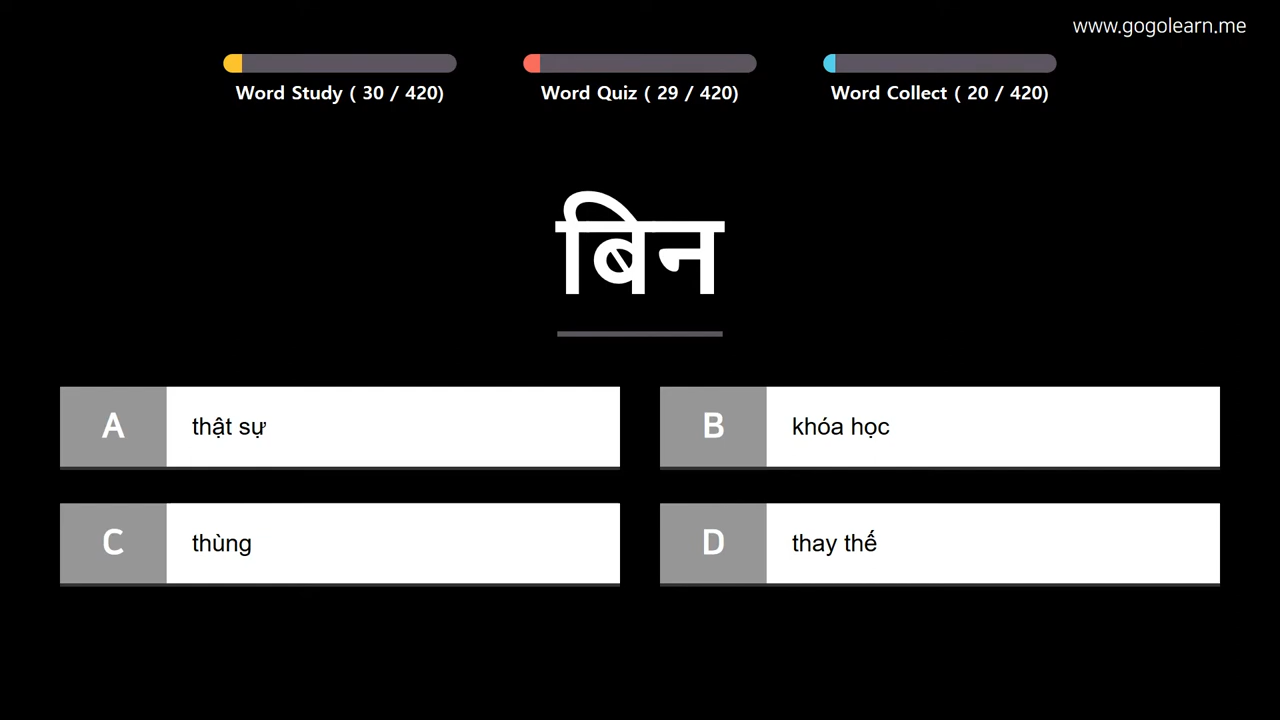 www.gogolearn.me
Word Study ( 30 / 420)
Word Quiz ( 29 / 420)
Word Collect ( 20 / 420)
बिन
A thật sự
B khóa học
C thùng
D thay thế